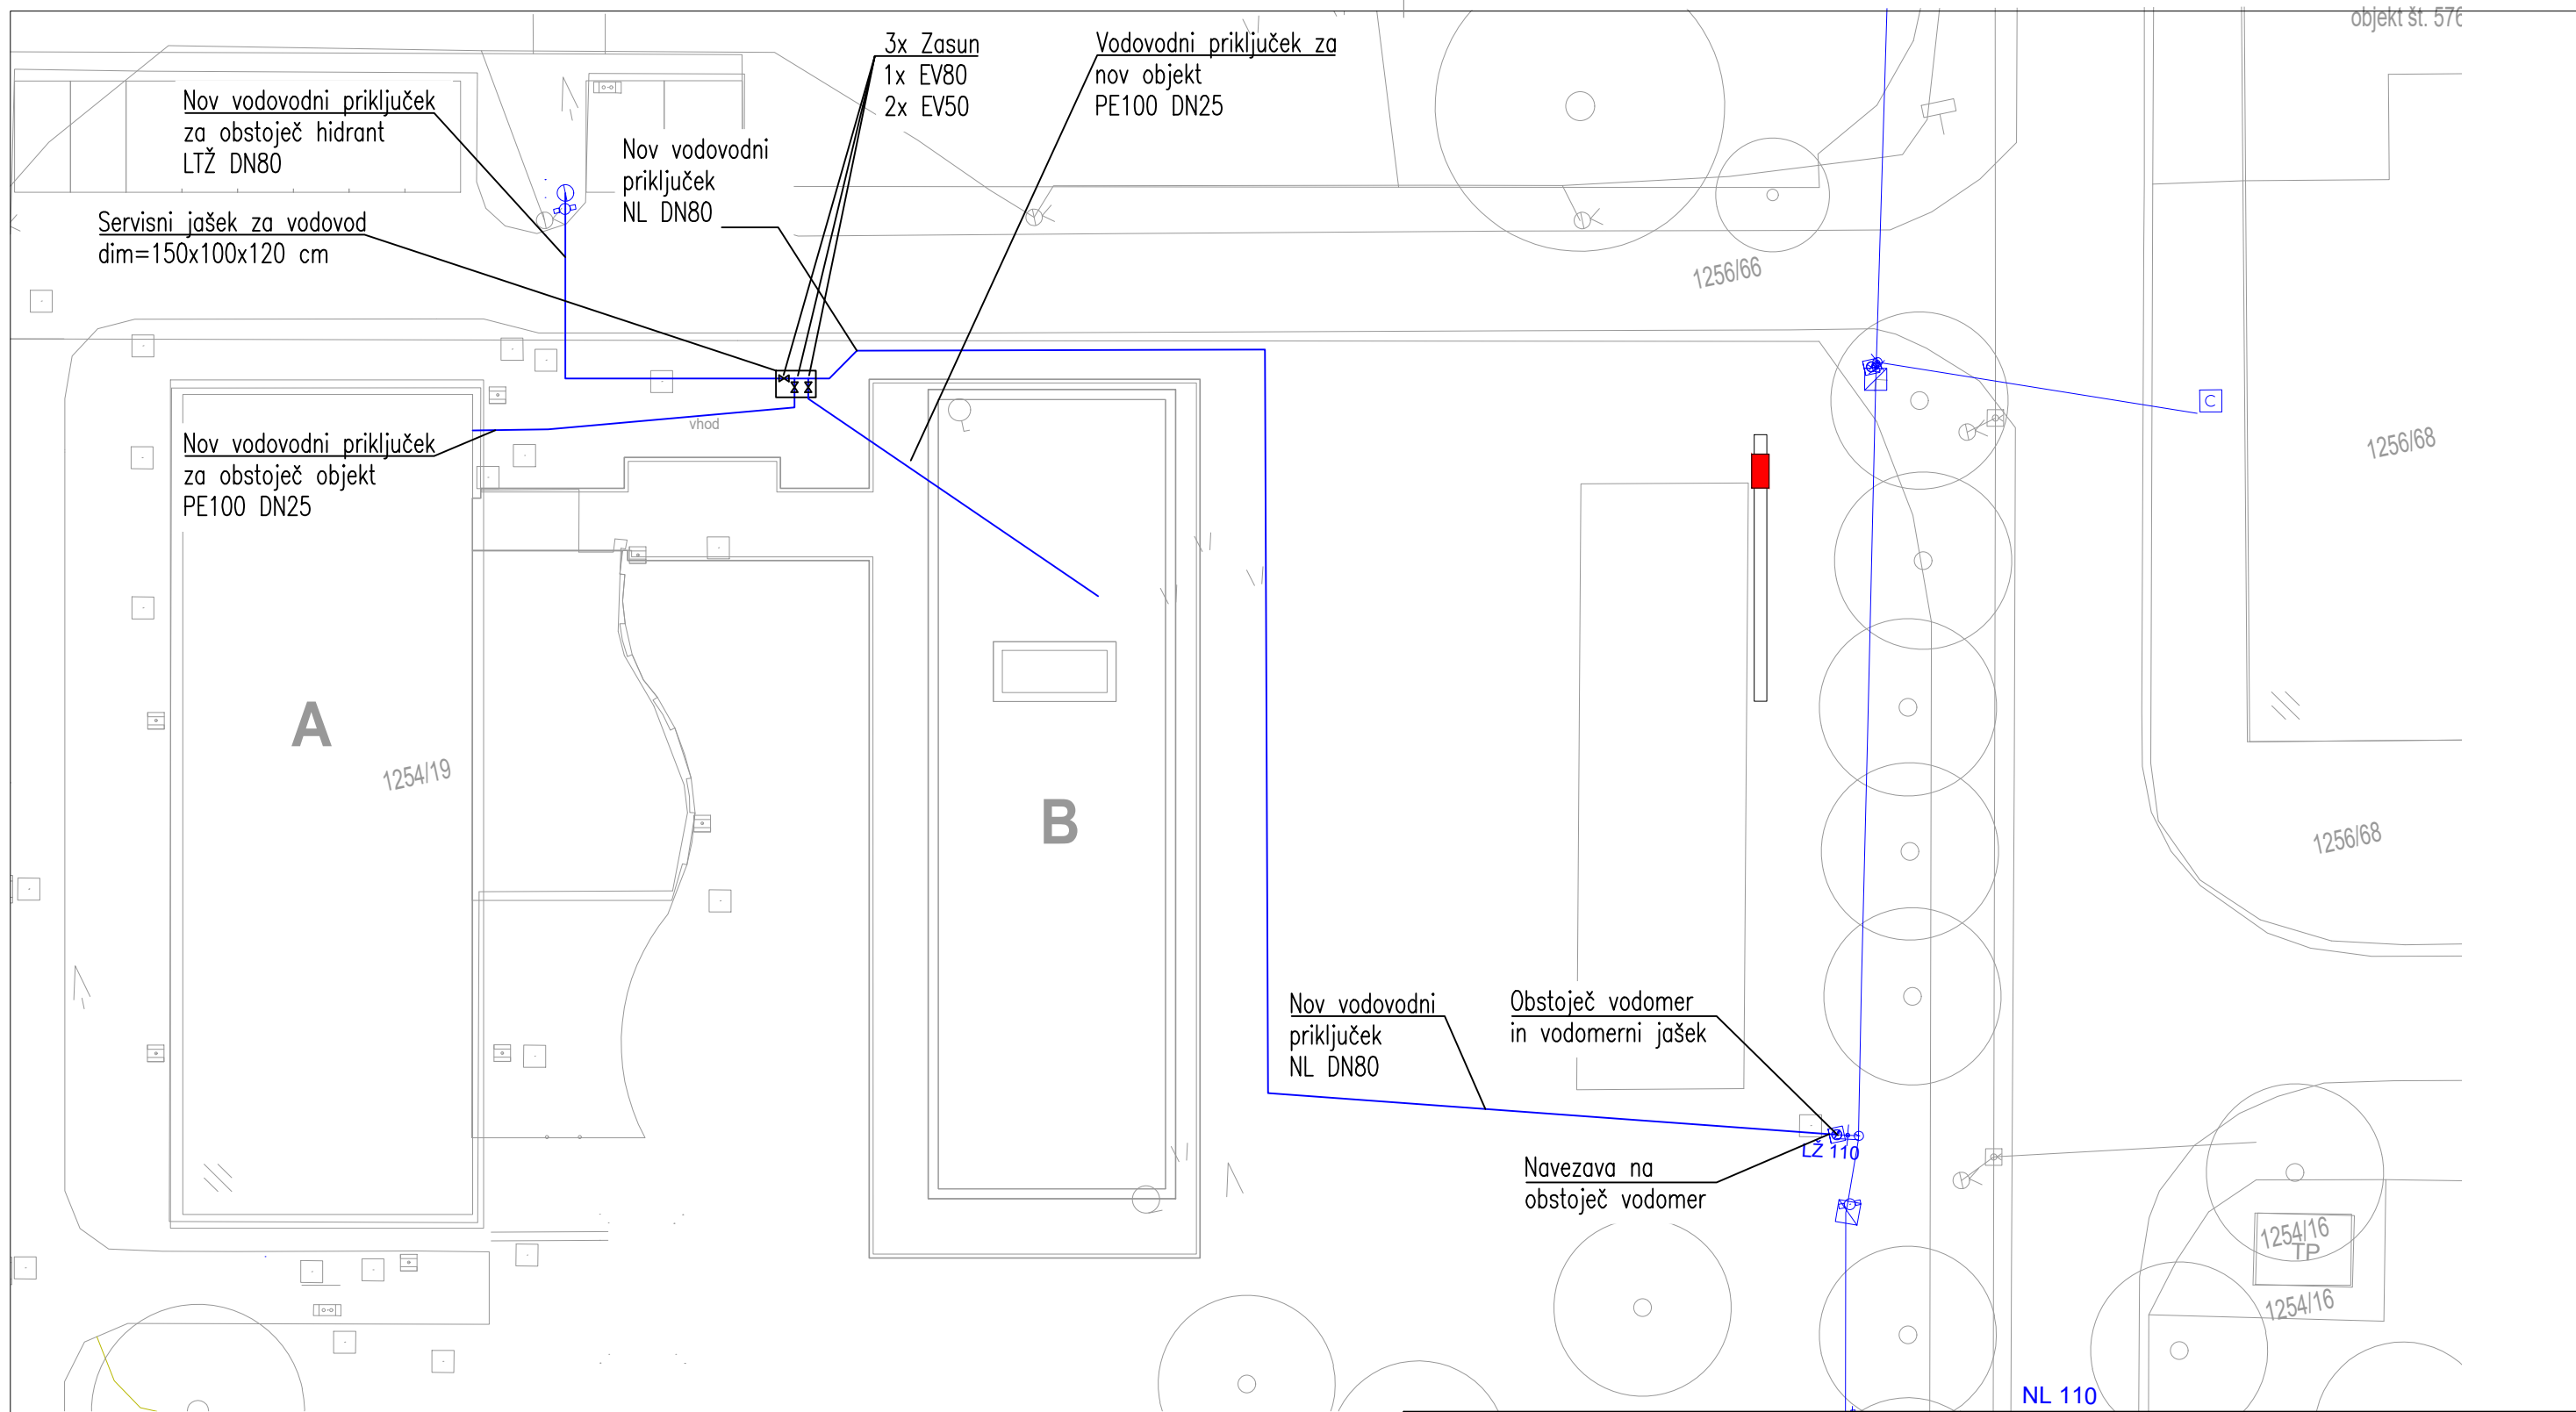 objekt št. 576
3x Zasun
1x EV80
2x EV50
Vodovodni priključek za
nov objekt
PE100 DN25
Nov vodovodni priključek
za obstoječ hidrant
LTŽ DN80
Nov vodovodni
priključek
NL DN80
Servisni jašek za vodovod
dim=150x100x120 cm
1256/66
C
vhod
Nov vodovodni priključek
za obstoječ objekt
PE100 DN25
1256/68
A
1254/19
B
1256/68
Nov vodovodni
priključek
NL DN80
Obstoječ vodomer
in vodomerni jašek
LŽ 110
Navezava na
obstoječ vodomer
1254/16
TP
1254/16
NL 110